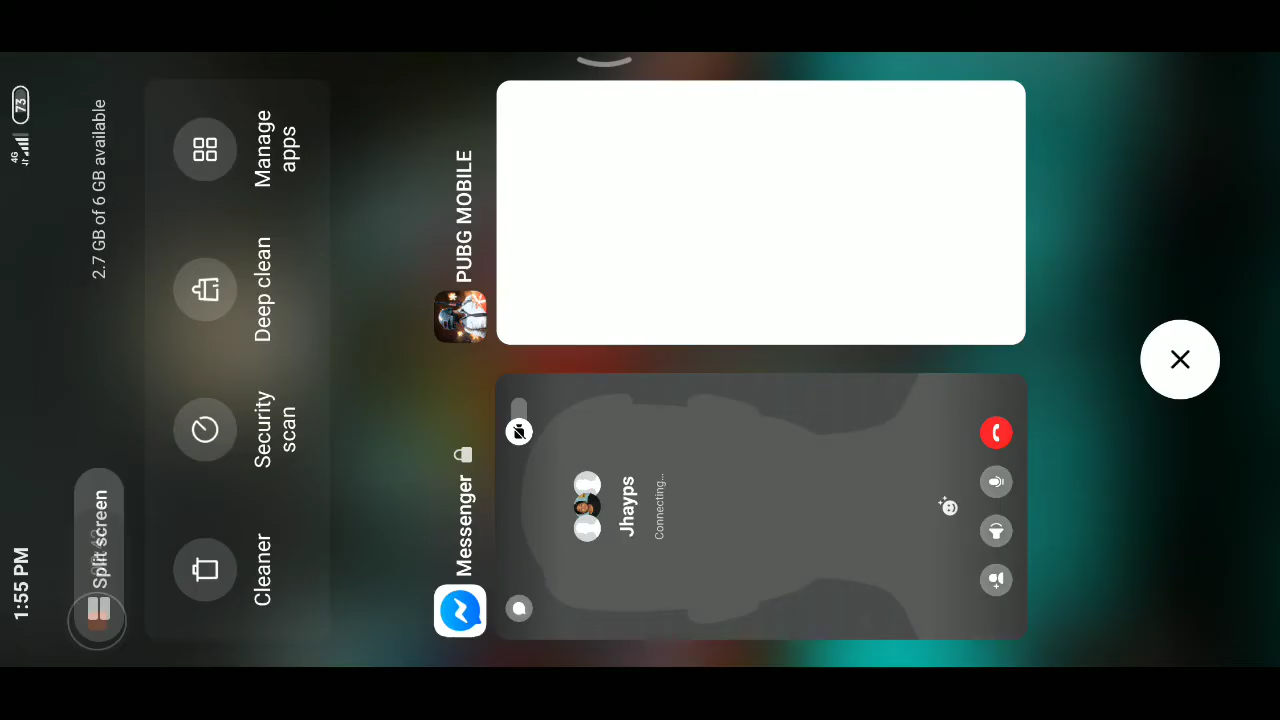 1:55 PM
4G
73
Split screen
2.7 GB of 6 GB available
Cleaner
Security
scan
Deep clean
Manage
apps
Messenger
PUBG MOBILE
Jhayps
Connecting...